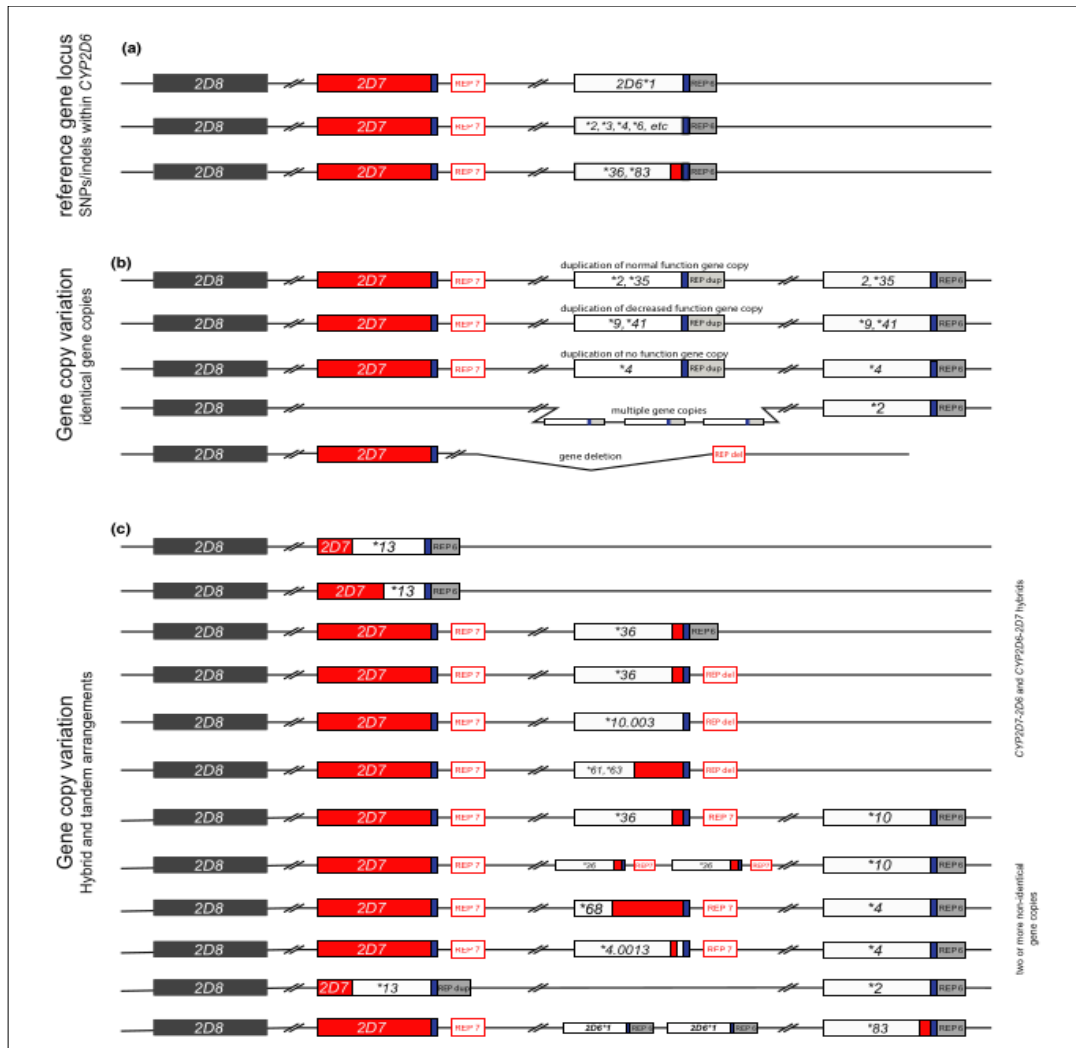 (a)
reference gene locus
SNPs/indels within CYP2D6
2D8 2D7 REP 7 2D6*1 REP6
2D8 2D7 REP 7 *2,*3,*4,*6, etc REP 6
2D8 2D7 REP 7 *36,*83 REP 6
(b)
Gene copy variation
identical gene copies
duplication of normal function gene copy
2D8 2D7 REP 7 *2,*35 REP dup 2,*35 REP6
duplication of decreased function gene copy
2D8 2D7 REP 7 *9,*41 REP dup *9,*41 REP6
duplication of no function gene copy
2D8 2D7 REP 7 *4 REP dup *4 REP6
2D8 multiple gene copies *2 REP6
2D8 2D7 gene deletion REP del
(c)
Gene copy variation
Hybrid and tandem arrangements
2D8 2D7 *13 REP6
2D8 2D7 *13 REP6
2D8 2D7 REP 7 *36 REP6
2D8 2D7 REP 7 *36 REP del
2D8 2D7 REP 7 *10.003 REP del
2D8 2D7 REP 7 *61,*63 REP del
CYP2D7-2D6 and CYP2D6-2D7 hybrids
2D8 2D7 REP 7 *36 REP 7 *10 REP6
2D8 2D7 REP 7 *26 REP7 *26 REP7 *10 REP6
2D8 2D7 REP 7 *68 REP 7 *4 REP6
2D8 2D7 REP 7 *4.0013 REP 7 *4 REP6
2D8 2D7 *13 REP dup *2 REP6
2D8 2D7 REP 7 2D6*1 REP6 2D6*1 REP6 *83 REP6
two or more non-identical
gene copies